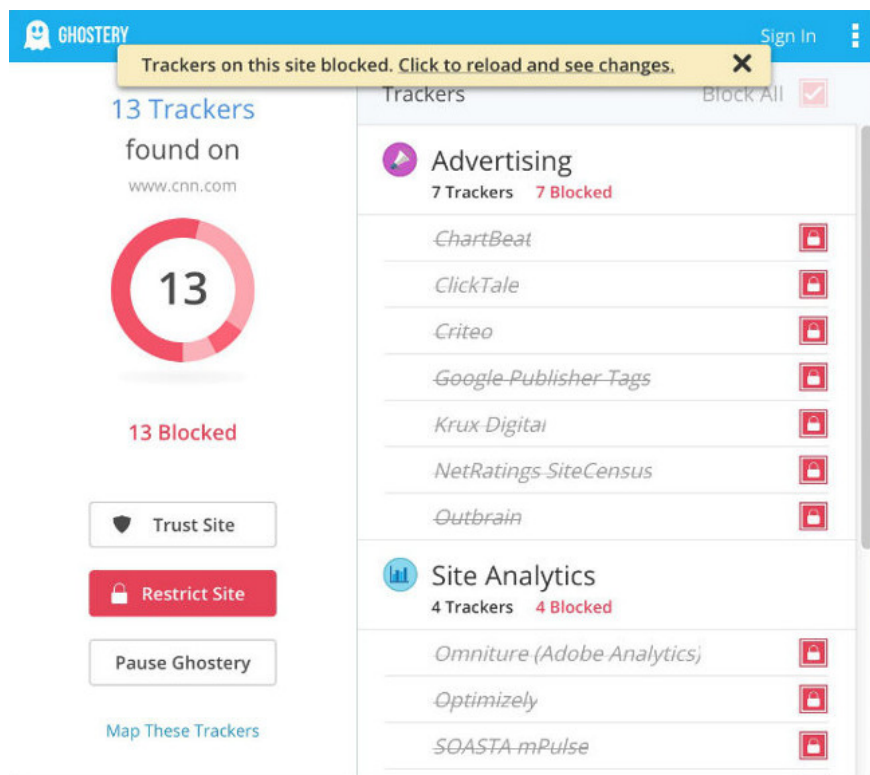 GHOSTERY
Sign In
Trackers on this site blocked. Click to reload and see changes.
13 Trackers
found on
www.cnn.com
13
13 Blocked
Trust Site
Restrict Site
Pause Ghostery
Map These Trackers
Trackers
Block All
Advertising
7 Trackers 7 Blocked
ChartBeat
ClickTale
Criteo
Google Publisher Tags
Krux Digital
NetRatings SiteCensus
Outbrain
Site Analytics
4 Trackers 4 Blocked
Omniture (Adobe Analytics)
Optimizely
SOASTA mPulse